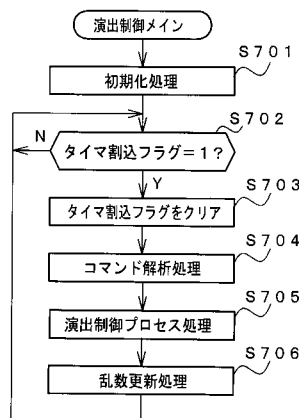 演出制御メイン
S701
初期化処理
S702
N
タイマ割込フラグ=1?
Y
S703
タイマ割込フラグをクリア
S704
コマンド解析処理
S705
演出制御プロセス処理
S706
乱数更新処理